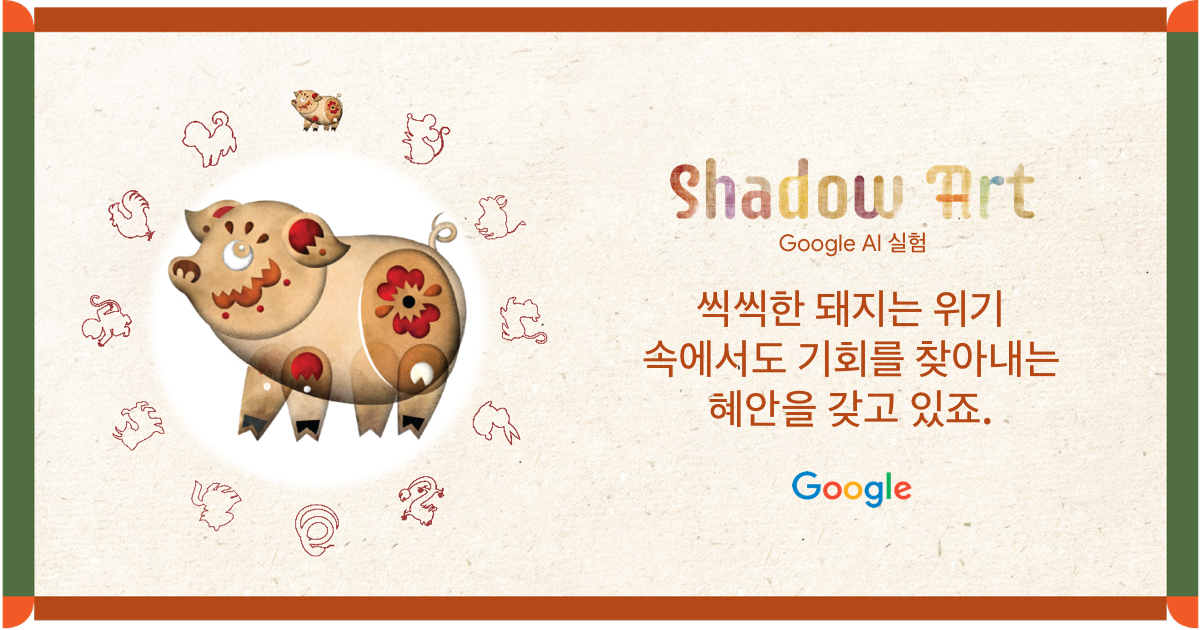 Shadow Art
Google AI 실험
씩씩한 돼지는 위기
속에서도 기회를 찾아내는
혜안을 갖고 있죠.
Google